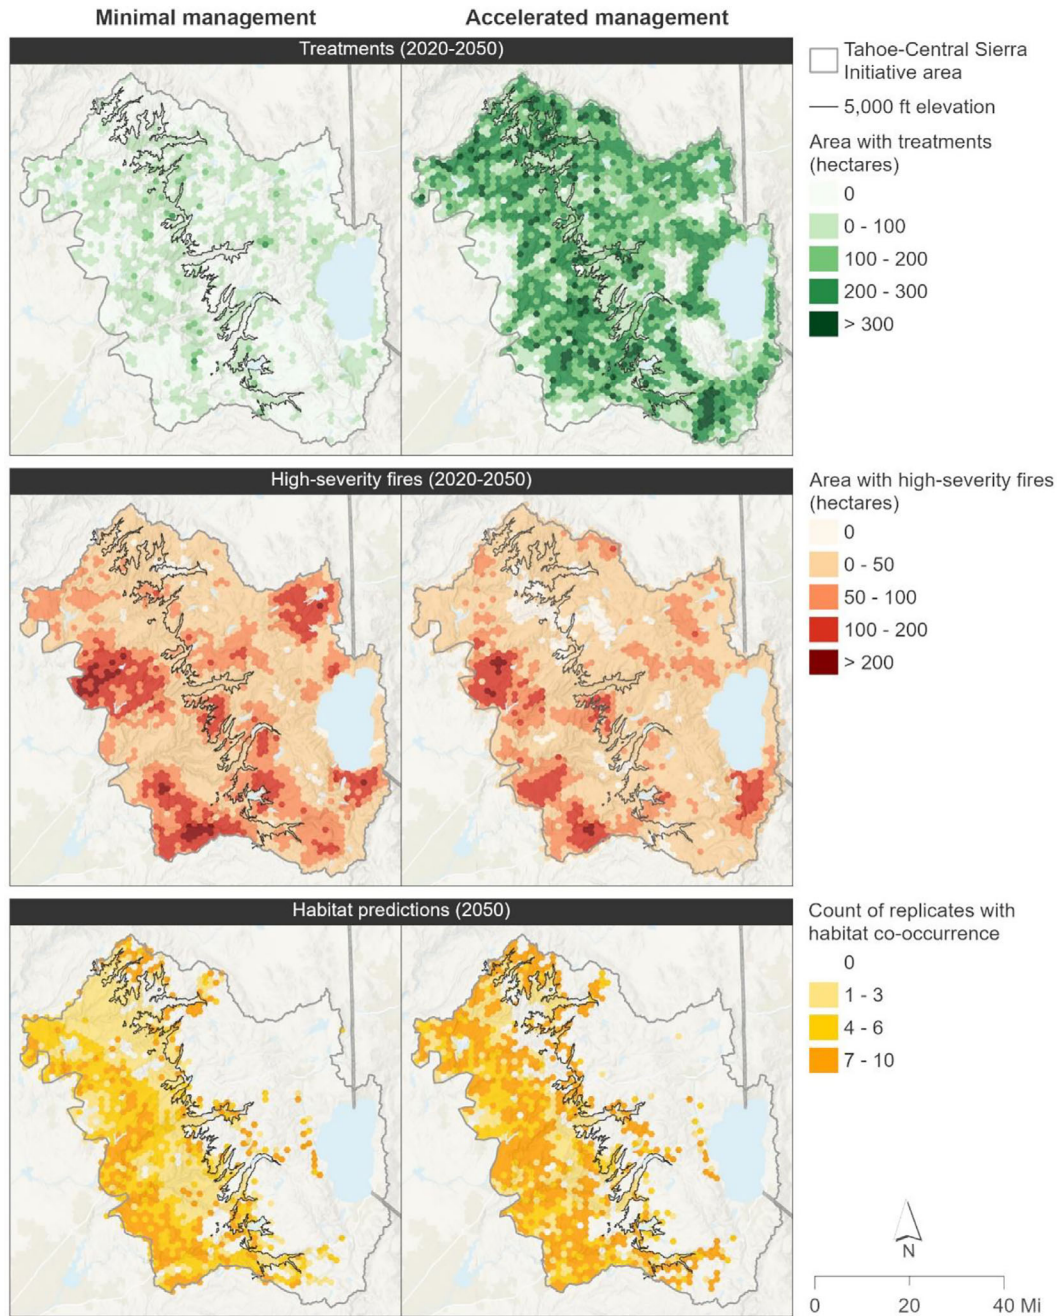 Minimal management
Accelerated management
Treatments (2020-2050)
Tahoe-Central Sierra
Initiative area
5,000 ft elevation
Area with treatments
(hectares)
0
0 - 100
100 - 200
200 - 300
> 300
High-severity fires (2020-2050)
Area with high-severity fires
(hectares)
0
0 - 50
50 - 100
100 - 200
> 200
Habitat predictions (2050)
Count of replicates with
habitat co-occurrence
0
1 - 3
4 - 6
7 - 10
N
0 20 40 Mi